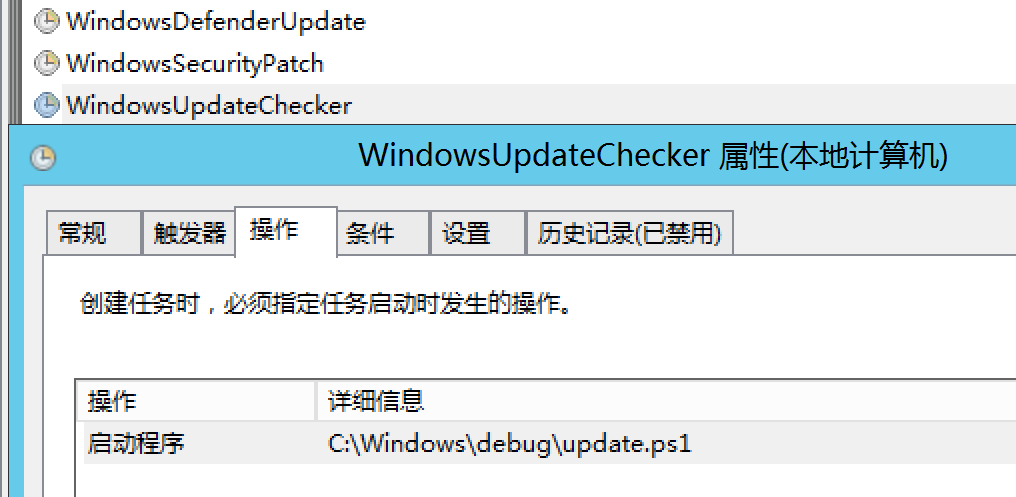 WindowsDefenderUpdate
WindowsSecurityPatch
WindowsUpdateChecker
WindowsUpdateChecker 属性(本地计算机)
常规 触发器 操作 条件 设置 历史记录(已禁用)
创建任务时，必须指定任务启动时发生的操作。
操作 详细信息
启动程序 C:\Windows\debug\update.ps1